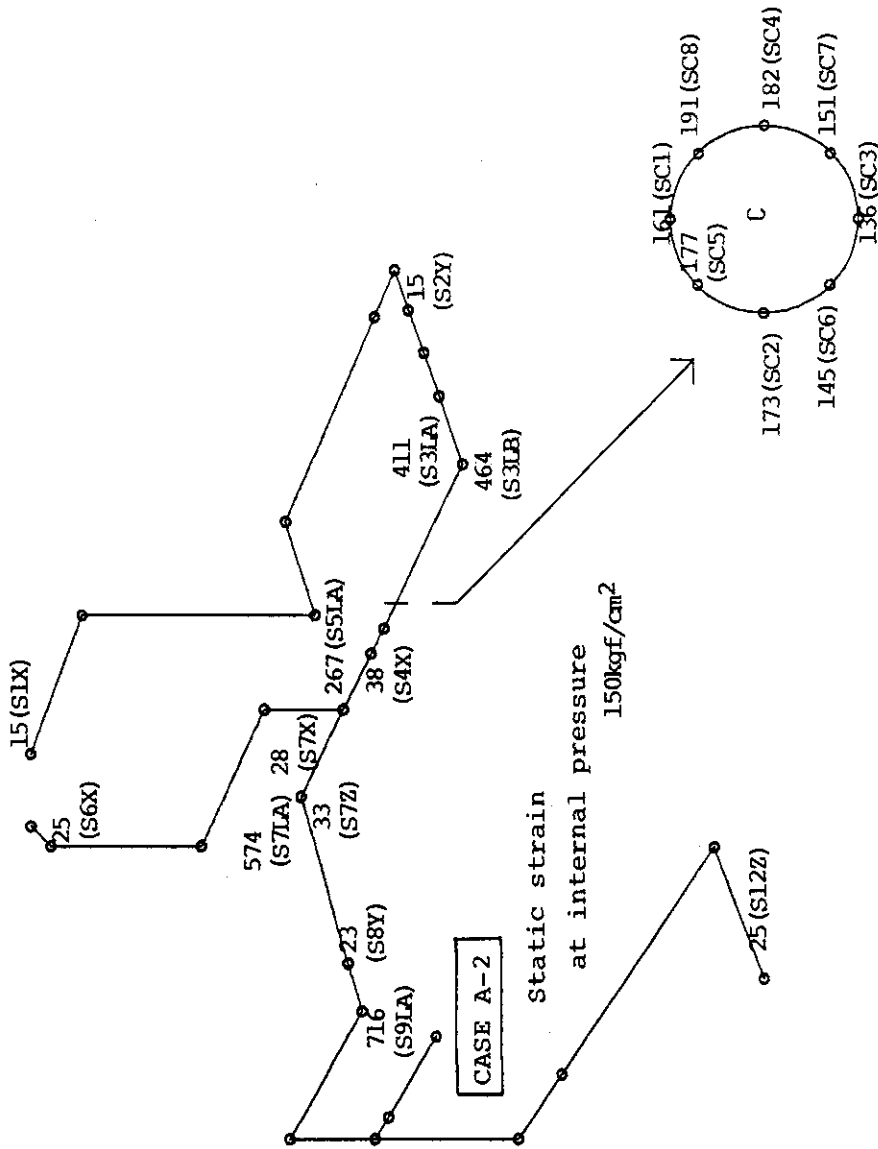 15(S1X)
25
(S6X)
267(S5LA)
28
(S7X)
38
(S4X)
574
(S7LA)
33
(S7Z)
15
(S2Y)
411
(S3LA)
464
(S3LB)
23
(S8Y)
716
(S9LA)
CASE A-2
Static strain
at internal pressure
150kgf/cm²
25(S12Z)
161(SC1)
191(SC8)
177
(SC5)
182(SC4)
C
173(SC2)
151(SC7)
145(SC6)
136(SC3)